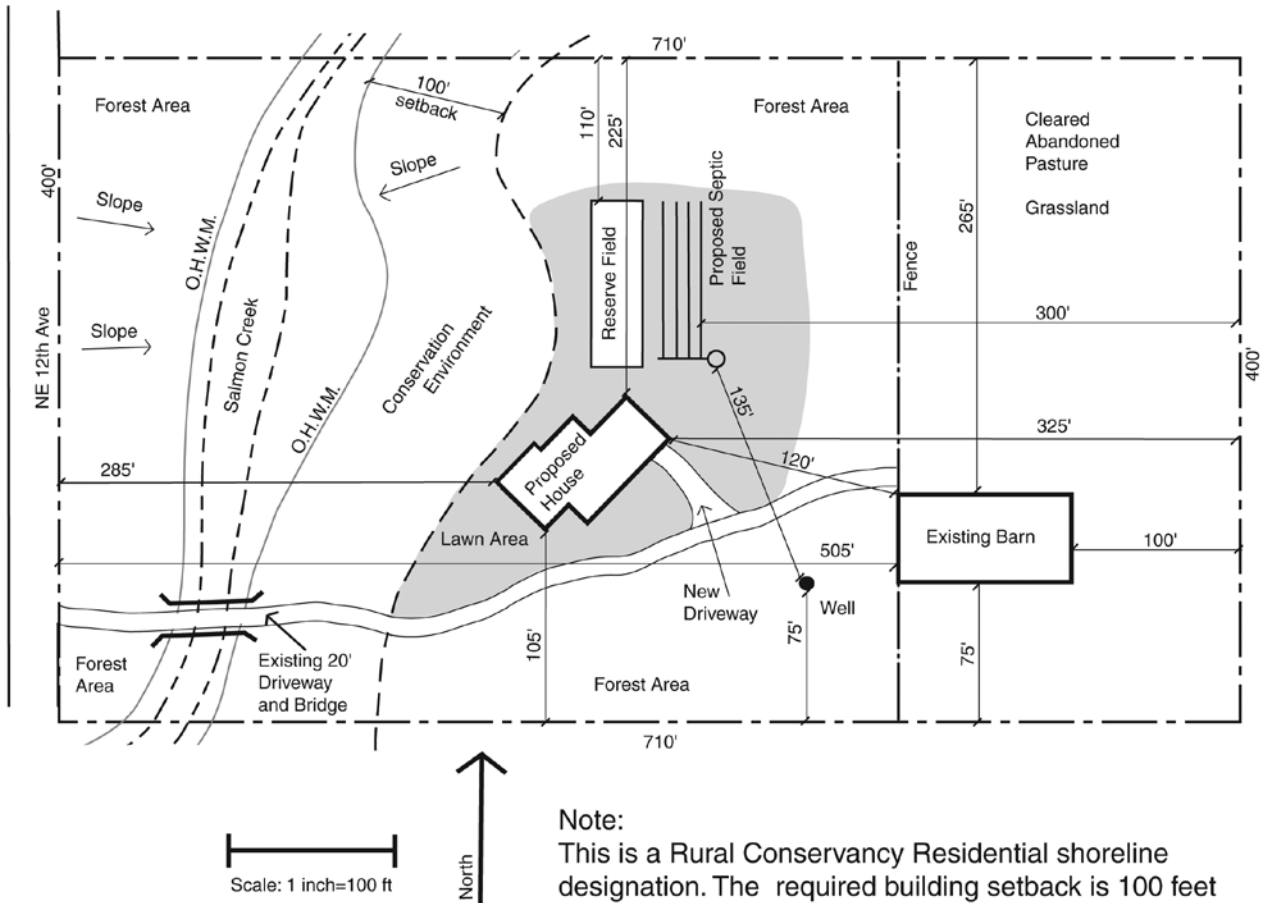 710'
Forest Area
100'
setback
110'
225'
Forest Area
Cleared
Abandoned
Pasture
Grassland
400'
Slope
Slope
O.H.W.M.
Proposed Septic
Field
265'
Fence
Reserve Field
300'
Slope
NE 12th Ave
Salmon Creek
Conservation
Environment
O.H.W.M.
400'
135'
325'
285'
120'
Proposed
House
Lawn Area
505'
Existing Barn
100'
New
Driveway
Well
75'
105'
75'
Forest
Area
Existing 20'
Driveway
and Bridge
Forest Area
710'
Scale: 1 inch=100 ft
North
Note:
This is a Rural Conservancy Residential shoreline
designation. The required building setback is 100 feet